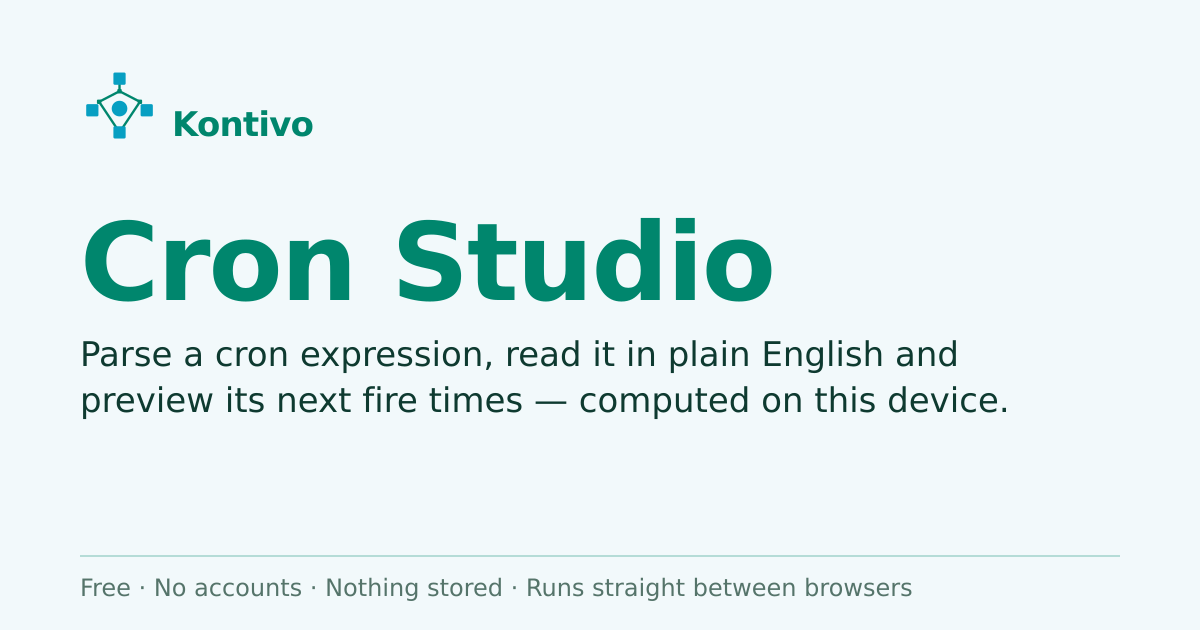 Kontivo
Cron Studio
Parse a cron expression, read it in plain English and
preview its next fire times — computed on this device.
Free · No accounts · Nothing stored · Runs straight between browsers